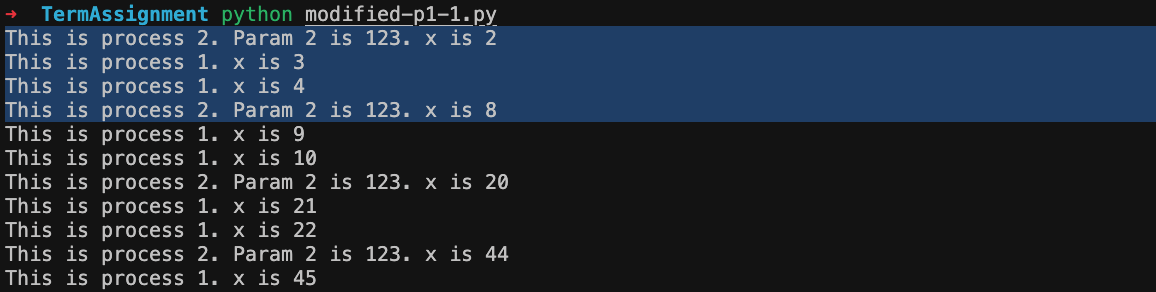 → TermAssignment python modified-p1-1.py
This is process 2. Param 2 is 123. x is 2
This is process 1. x is 3
This is process 1. x is 4
This is process 2. Param 2 is 123. x is 8
This is process 1. x is 9
This is process 1. x is 10
This is process 2. Param 2 is 123. x is 20
This is process 1. x is 21
This is process 1. x is 22
This is process 2. Param 2 is 123. x is 44
This is process 1. x is 45